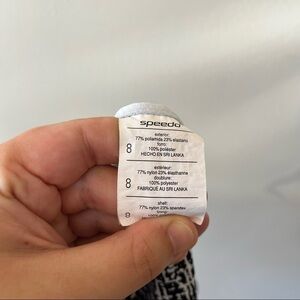 speedo
exterior:
77% poliamida 23% elastano
forro:
100% poliéster
8 HECHO EN SRI LANKA
extérieur:
77% nylon 23% élasthanne
doublure:
100% polyester
8 FABRIQUÉ AU SRI LANKA
shell:
77% nylon 23% spandex
lining: